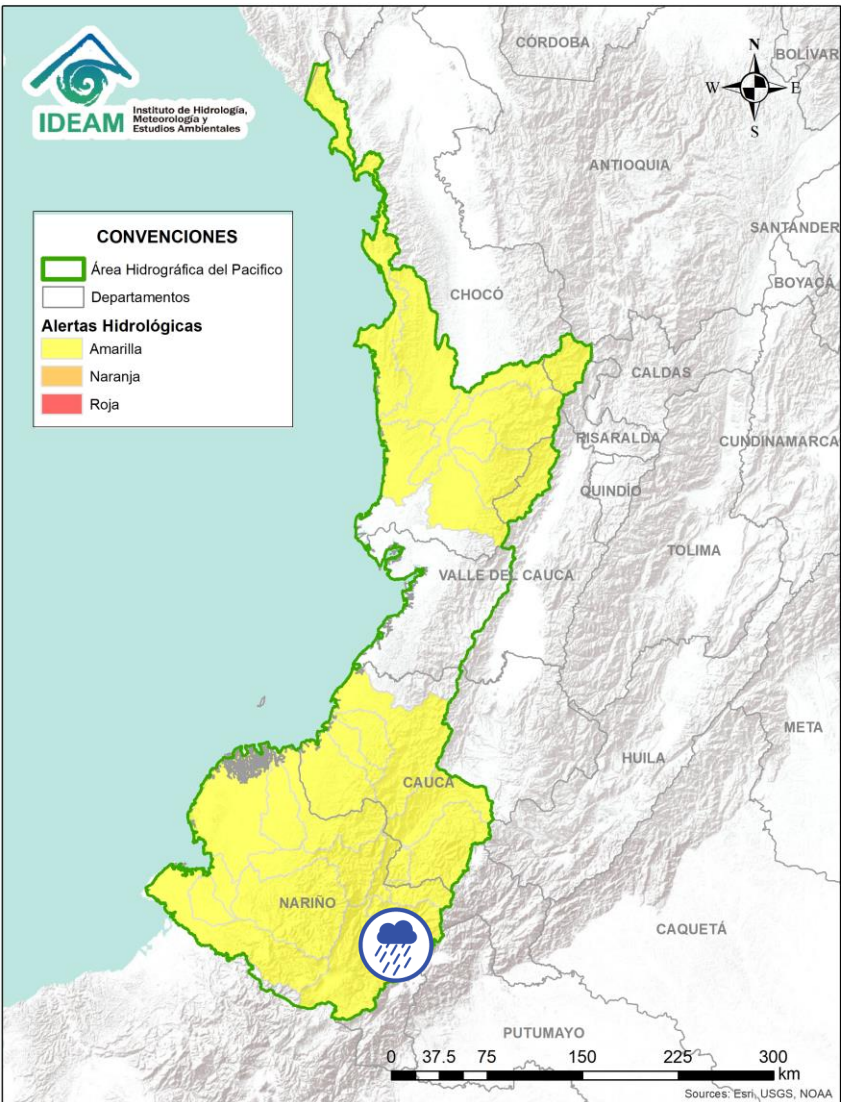 IDEAM
Instituto de Hidrología,
Meteorología y
Estudios Ambientales
CONVENCIONES
Área Hidrográfica del Pacifico
Departamentos
Alertas Hidrológicas
Amarilla
Naranja
Roja
N
W E
S
CÓRDOBA
BOLÍVAR
ANTIOQUIA
SANTANDER
BOYACÁ
CHOCÓ
CALDAS
RISARALDA
CUNDINAMARCA
QUINDÍO
TOLIMA
VALLE DEL CAUCA
META
HUILA
CAUCA
NARIÑO
CAQUETÁ
PUTUMAYO
0 37.5 75 150 225 300
km
Sources: Esri, USGS, NOAA